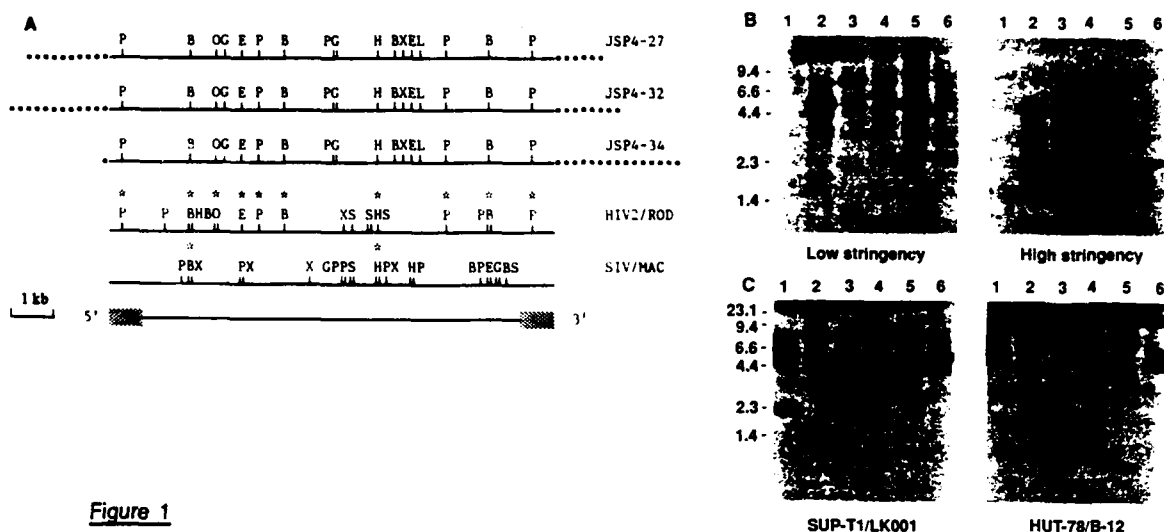 A
P B OG E P B PG H BXEL P B P JSP4-27
P B OG E P B PG H BXEL P B P JSP4-32
P B OG E P B PG H BXEL P B P JSP4-34
☆ ☆ ☆ ★ ★ ★ ☆ ☆ ☆ ☆
P P BHBO E P B XS SHS P PB P HIV2/ROD
☆ ☆
PBX PX X GPPS HPX HP BPEGBS SIV/MAC
1 kb
5' 3'
Figure 1
B
1 2 3 4 5 6
9.4 -
6.6 -
4.4 -
2.3 -
1.4 -
Low stringency
1 2 3 4 5 6
High stringency
C
1 2 3 4 5 6
23.1 -
9.4 -
6.6 -
4.4 -
2.3 -
1.4 -
SUP-T1/LK001
1 2 3 4 5 6
HUT-78/B-12